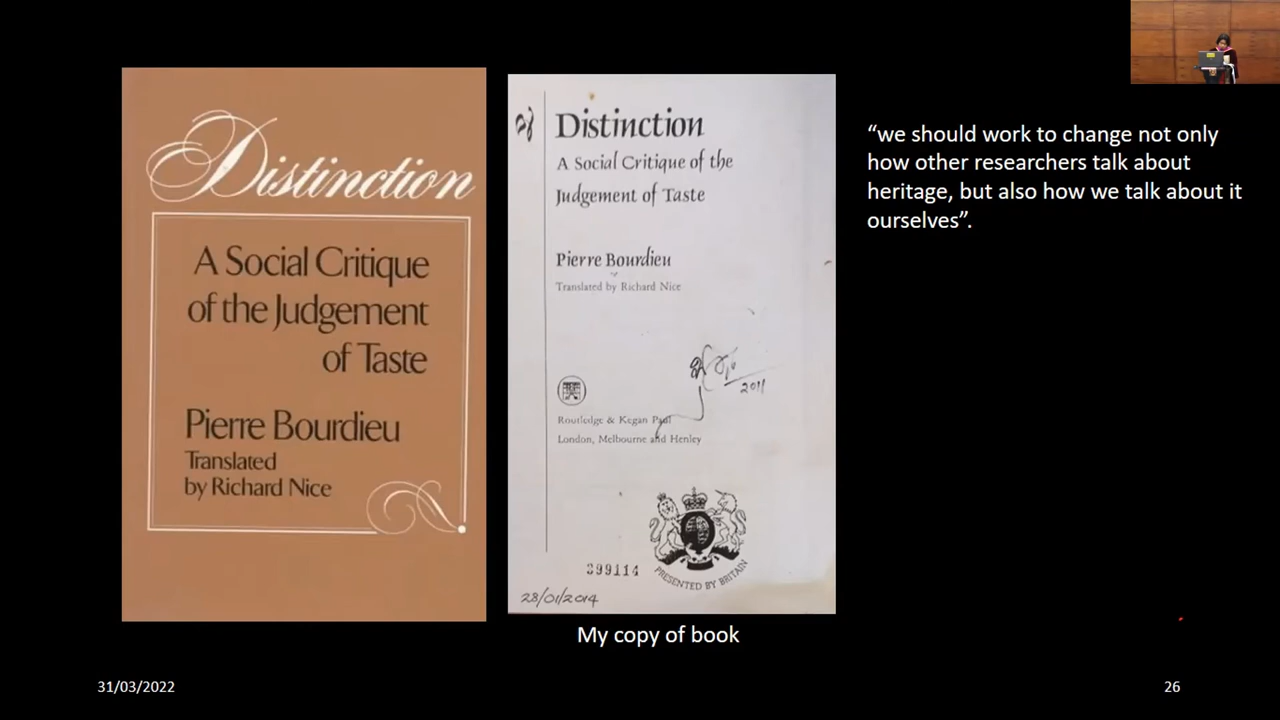 Distinction
A Social Critique
of the Judgement
of Taste
Pierre Bourdieu
Translated
by Richard Nice
Distinction
A Social Critique of the
Judgement of Taste
Pierre Bourdieu
Translated by Richard Nice
2011
Routledge & Kegan Paul
London, Melbourne and Henley
PRESENTED BY BRITAIN
399114
28/01/2014
My copy of book
“we should work to change not only
how other researchers talk about
heritage, but also how we talk about it
ourselves”.
31/03/2022
26